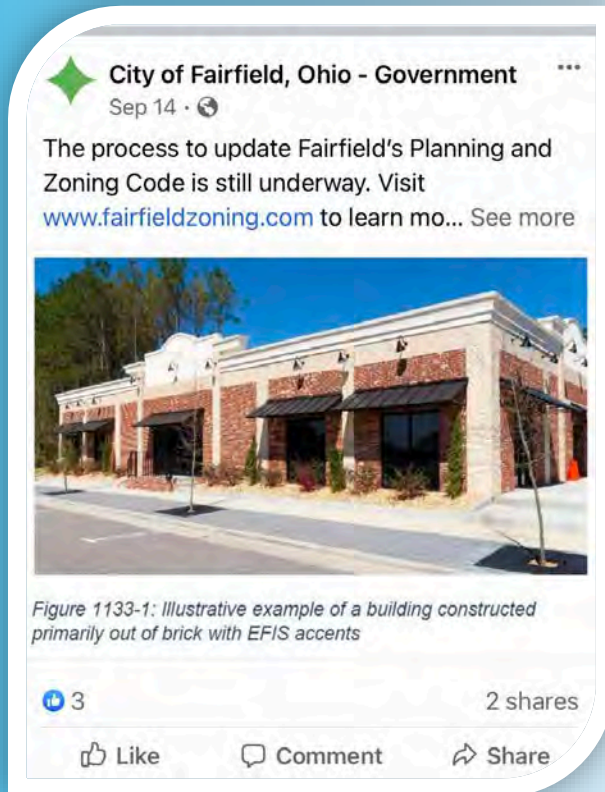 City of Fairfield, Ohio - Government
Sep 14 ·
The process to update Fairfield's Planning and
Zoning Code is still underway. Visit
www.fairfieldzoning.com to learn mo... See more
Figure 1133-1: Illustrative example of a building constructed
primarily out of brick with EFIS accents
3 2 shares
Like Comment Share